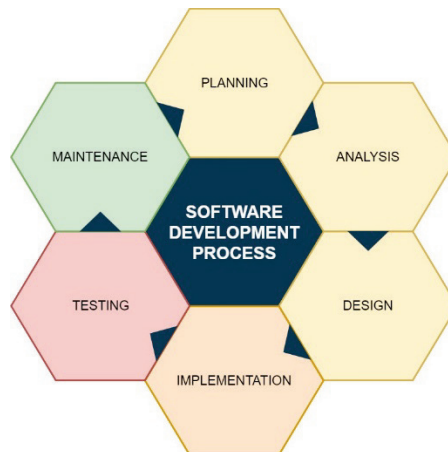 PLANNING
ANALYSIS
DESIGN
IMPLEMENTATION
TESTING
MAINTENANCE
SOFTWARE
DEVELOPMENT
PROCESS